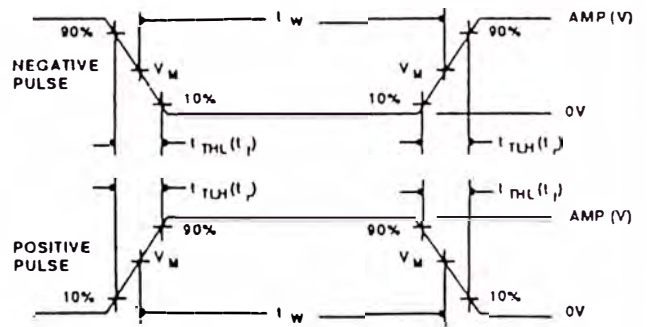 t W AMP (V)
90% 90%
NEGATIVE PULSE V M V M
10% 10% 0V
t THL (t f) t TLH (t r)
t TLH (t r) t THL (t f)
AMP (V)
90% 90%
POSITIVE PULSE V M V M
10% 10%
t W 0V